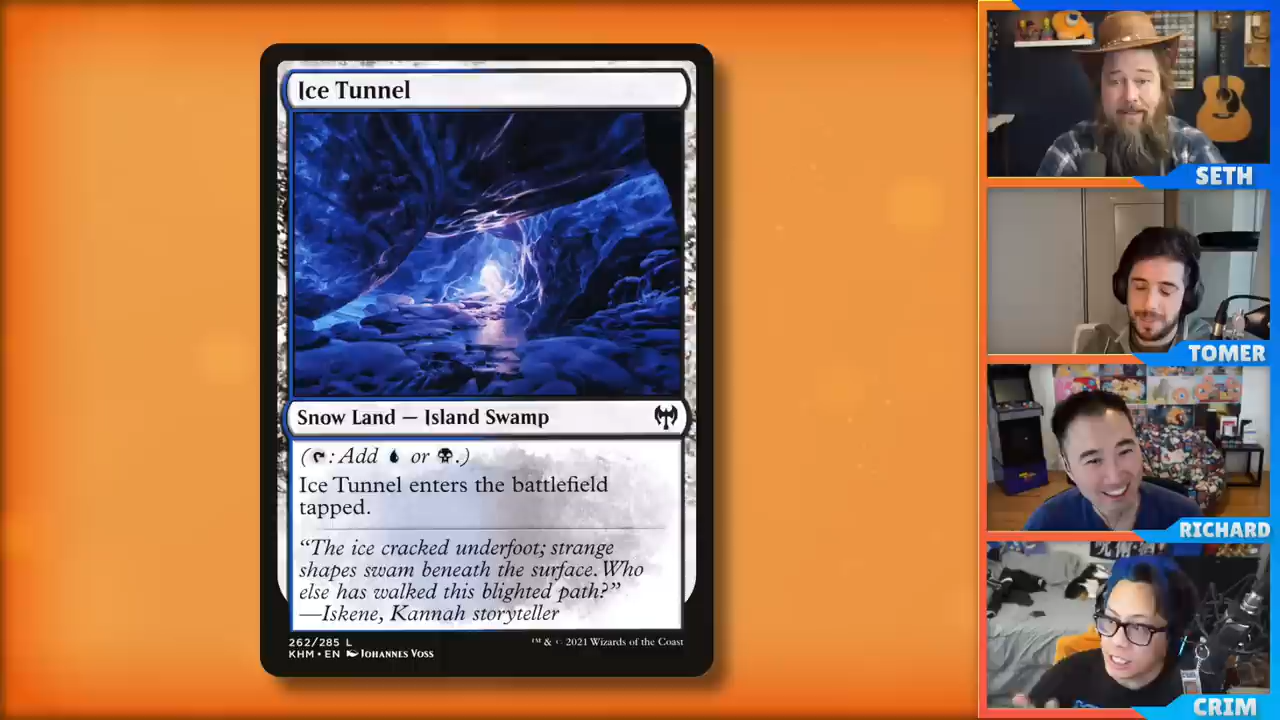 Ice Tunnel
Snow Land — Island Swamp
( : Add or .)
Ice Tunnel enters the battlefield
tapped.
“The ice cracked underfoot; strange
shapes swam beneath the surface. Who
else has walked this blighted path?”
—Iskene, Kannah storyteller
262/285 L
KHM • EN Johannes Voss
™ & © 2021 Wizards of the Coast
SETH
TOMER
RICHARD
CRIM